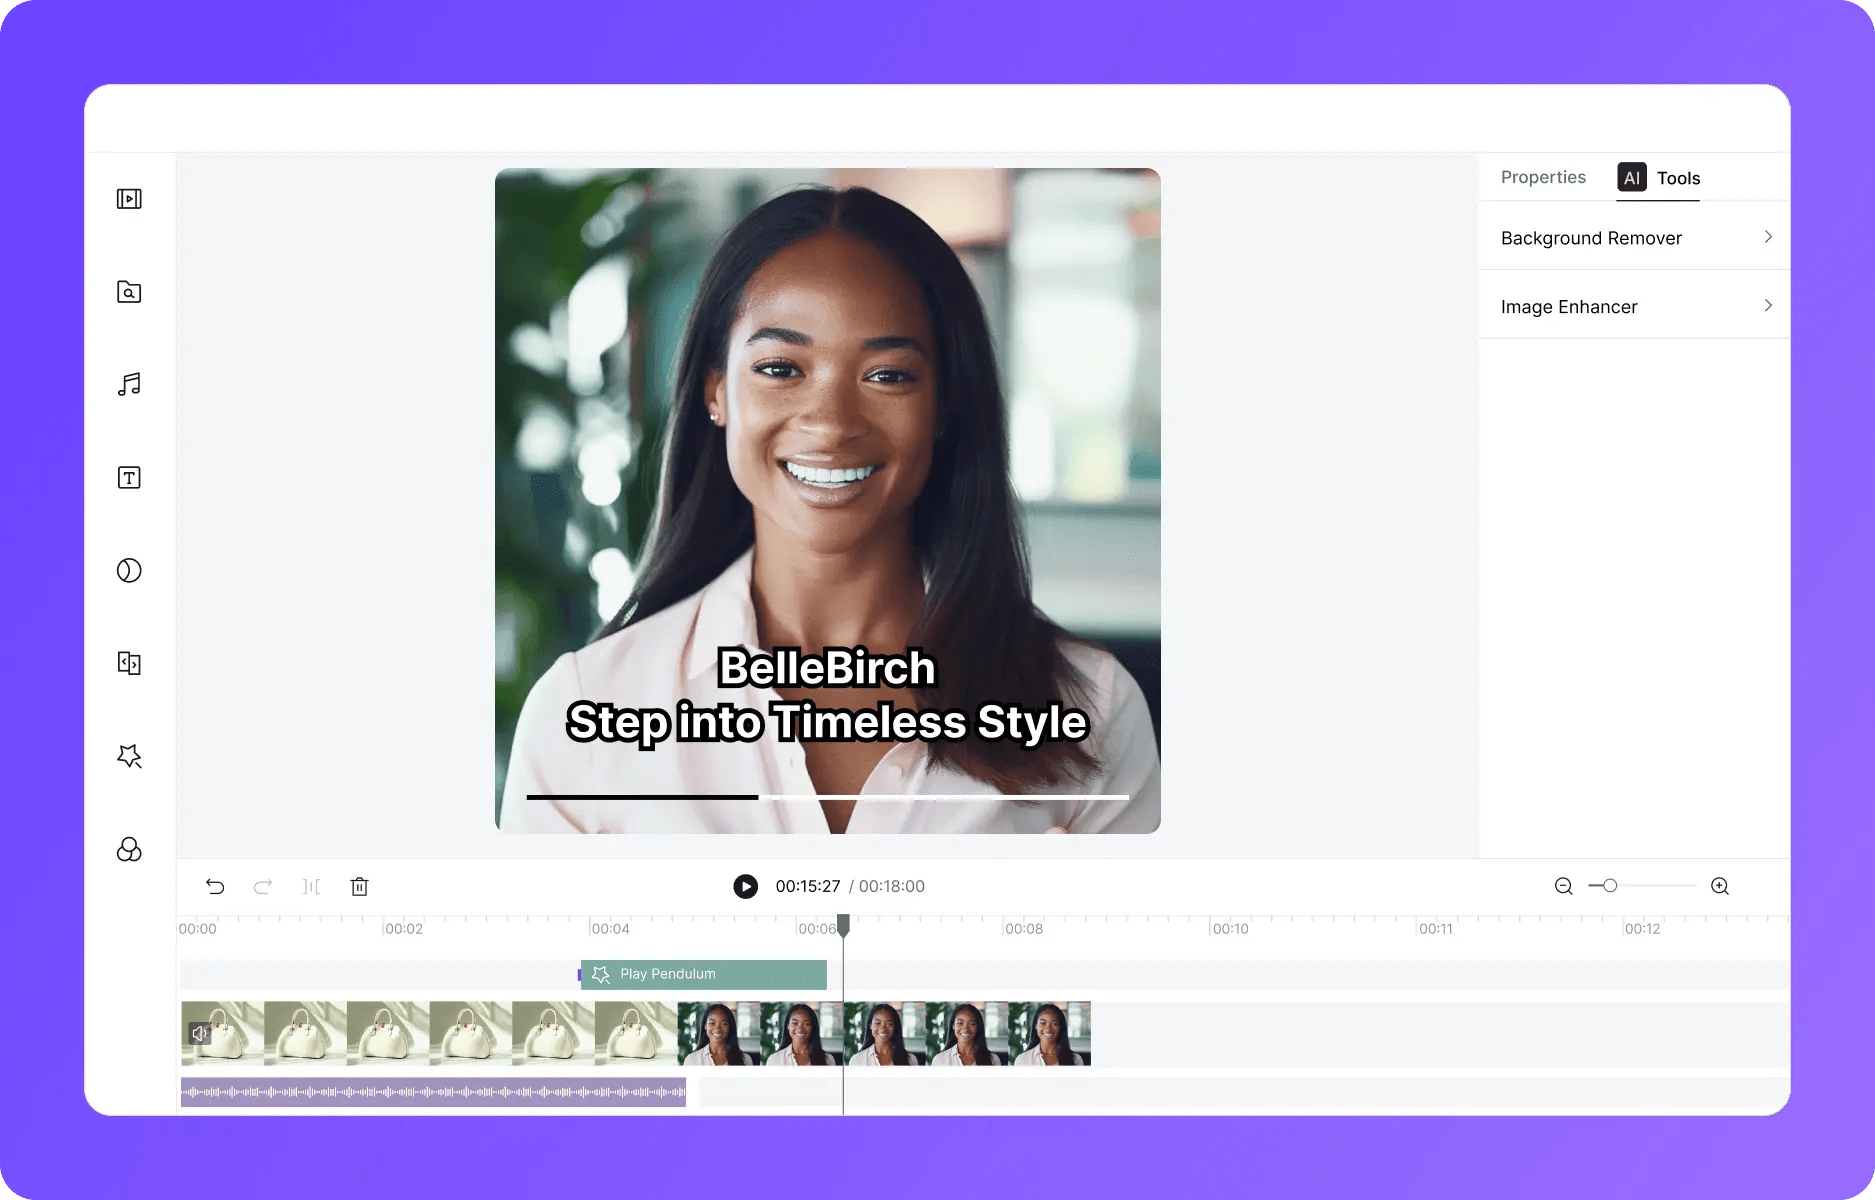 Properties
AI Tools
Background Remover
Image Enhancer
BelleBirch
Step into Timeless Style
00:15:27 / 00:18:00
00:00 00:02 00:04 00:06 00:08 00:10 00:11 00:12
Play Pendulum